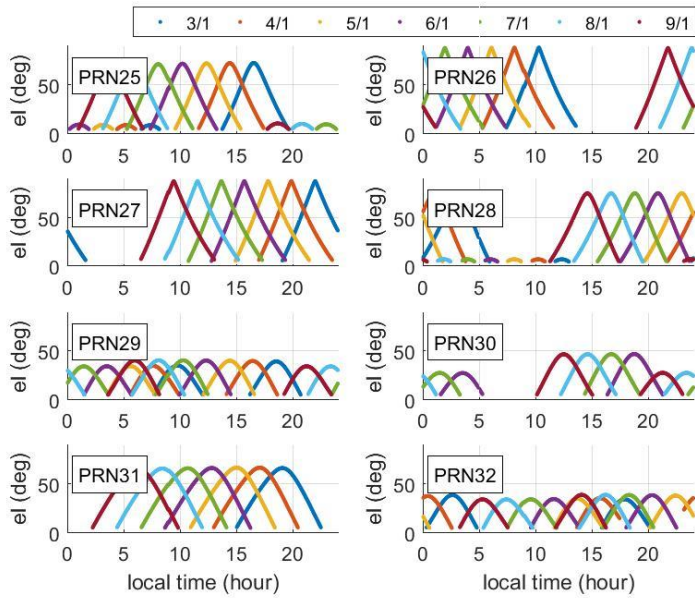 3/1 4/1 5/1 6/1 7/1 8/1 9/1
el (deg) 50 0 PRN25 0 5 10 15 20
el (deg) 50 0 PRN26 0 5 10 15 20
el (deg) 50 0 PRN27 0 5 10 15 20
el (deg) 50 0 PRN28 0 5 10 15 20
el (deg) 50 0 PRN29 0 5 10 15 20
el (deg) 50 0 PRN30 0 5 10 15 20
el (deg) 50 0 PRN31 0 5 10 15 20
local time (hour)
el (deg) 50 0 PRN32 0 5 10 15 20
local time (hour)